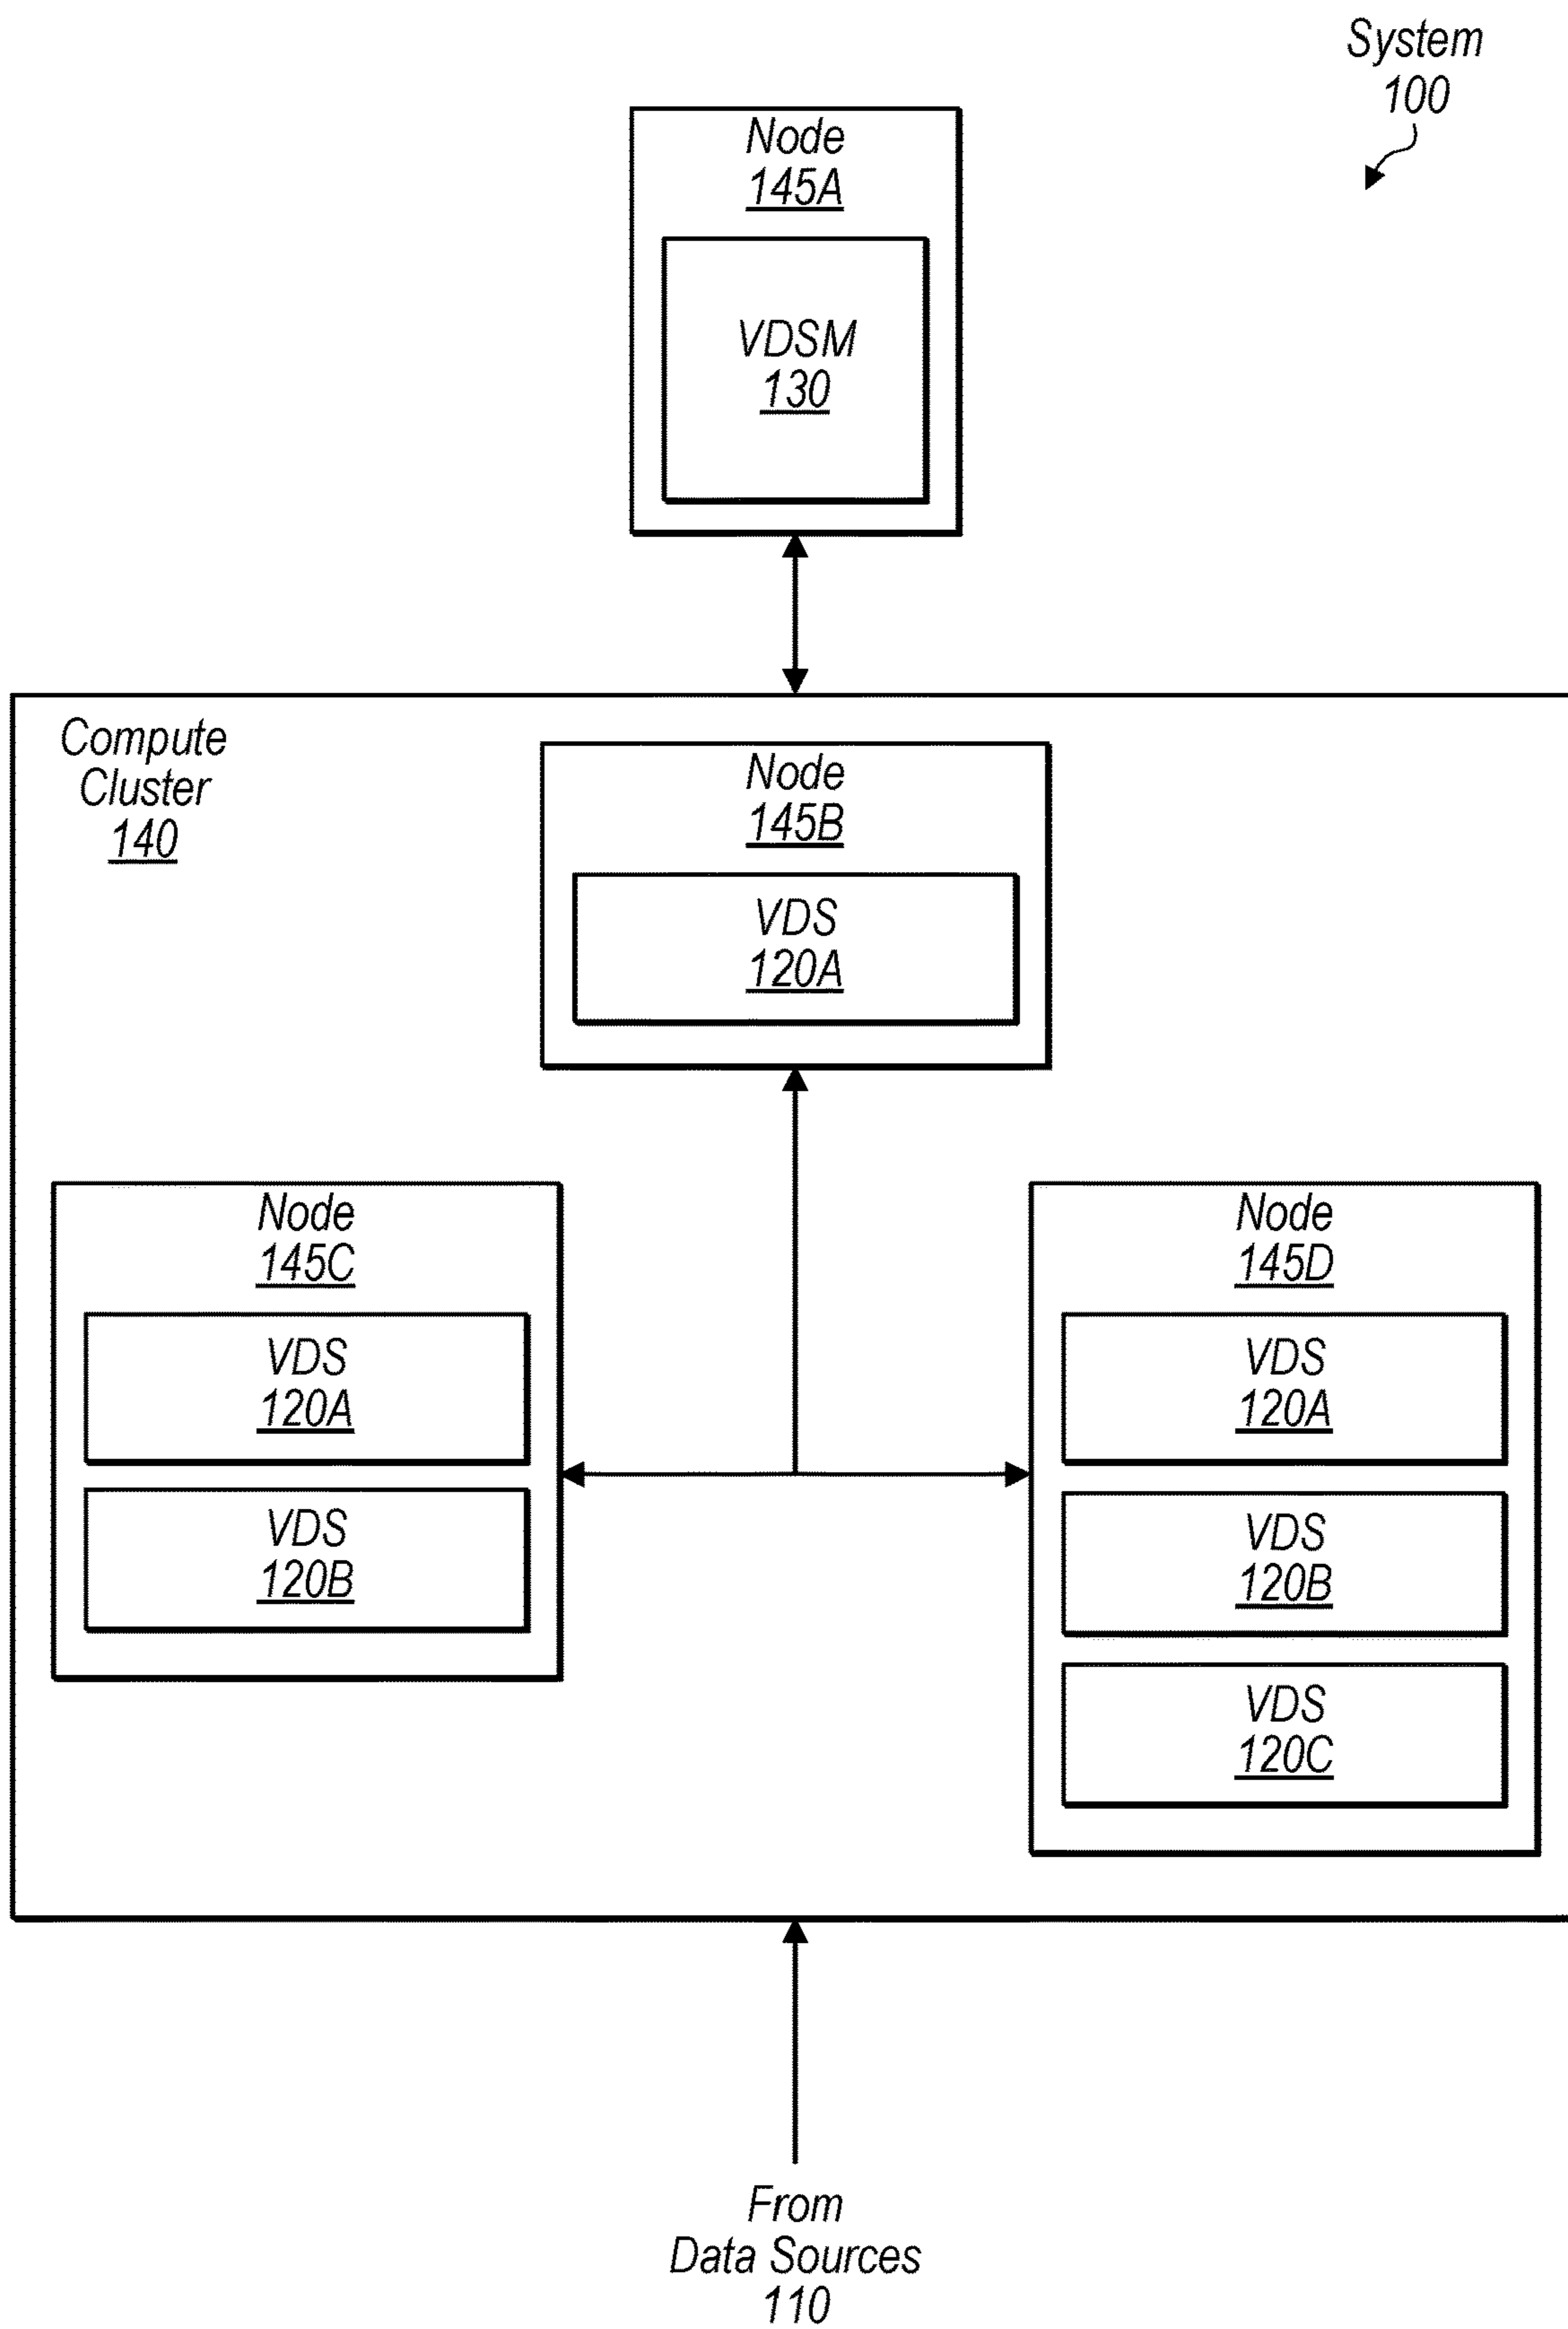 System
100
Node
145A
VDSM
130
Compute
Cluster
140
Node
145B
VDS
120A
Node
145C
VDS
120A
VDS
120B
Node
145D
VDS
120A
VDS
120B
VDS
120C
From
Data Sources
110